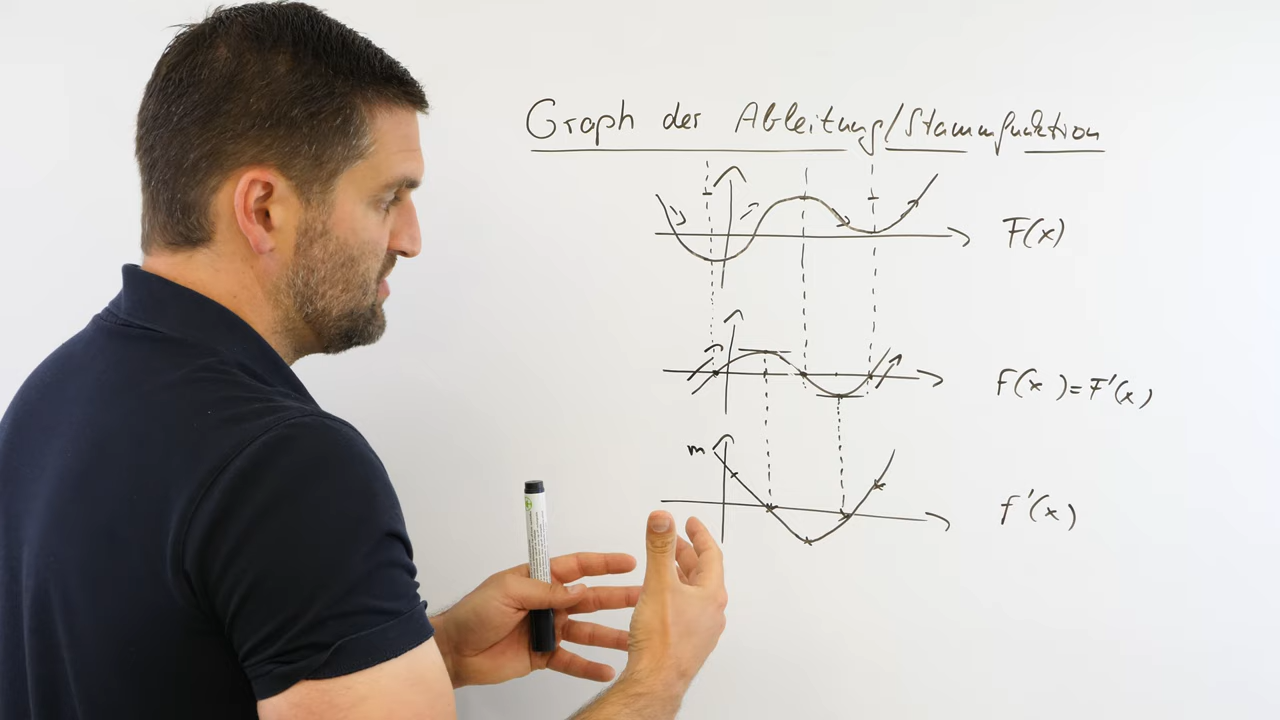 Graph der Ableitung/Stammfunktion
F(x)
f(x)=F'(x)
m
f'(x)